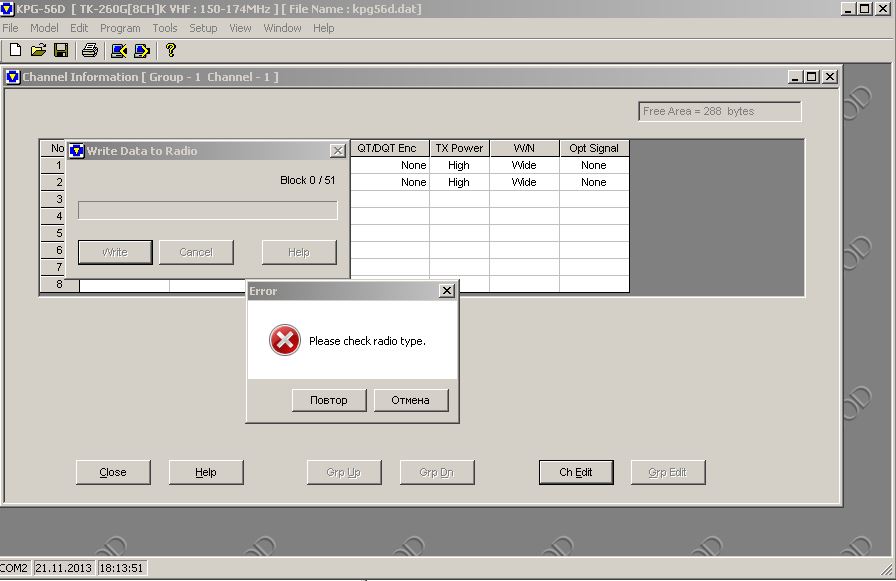 KPG-56D [ TK-260G[8CH]K VHF : 150-174MHz ] [ File Name : kpg56d.dat]
File Model Edit Program Tools Setup View Window Help
Channel Information [ Group - 1 Channel - 1 ]
Free Area = 288 bytes
No QT/DQT Enc TX Power W/N Opt Signal
Write Data to Radio
1 None High Wide None
2 None High Wide None
Block 0 / 51
3
4
5
6
7
8
Write Cancel Help
Error
Please check radio type.
Повтор Отмена
Close Help Grp Up Grp Dn Ch Edit Grp Edit
COM2 21.11.2013 18:13:51